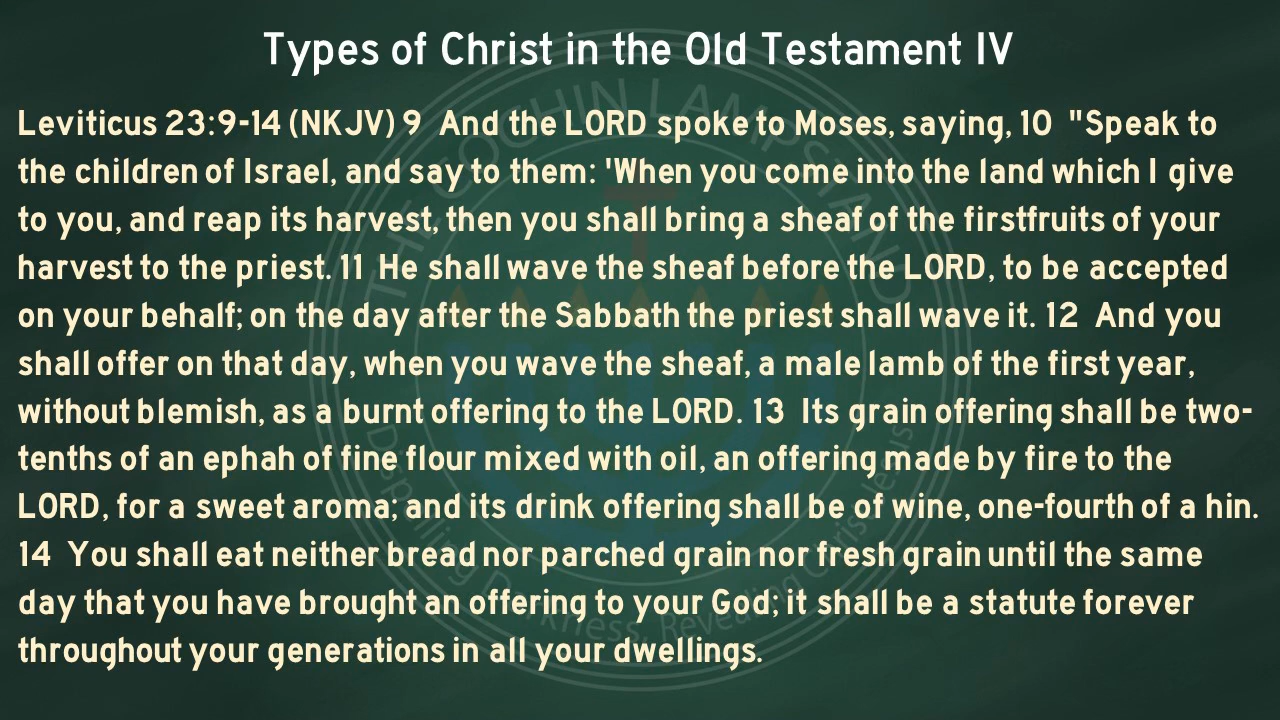 Types of Christ in the Old Testament IV
Leviticus 23:9-14 (NKJV) 9 And the LORD spoke to Moses, saying, 10 "Speak to
the children of Israel, and say to them: 'When you come into the land which I give
to you, and reap its harvest, then you shall bring a sheaf of the firstfruits of your
harvest to the priest. 11 He shall wave the sheaf before the LORD, to be accepted
on your behalf; on the day after the Sabbath the priest shall wave it. 12 And you
shall offer on that day, when you wave the sheaf, a male lamb of the first year,
without blemish, as a burnt offering to the LORD. 13 Its grain offering shall be two-
tenths of an ephah of fine flour mixed with oil, an offering made by fire to the
LORD, for a sweet aroma; and its drink offering shall be of wine, one-fourth of a hin.
14 You shall eat neither bread nor parched grain nor fresh grain until the same
day that you have brought an offering to your God; it shall be a statute forever
throughout your generations in all your dwellings.
THE COCHIN LAMPSTAND
Dispelling Darkness, Revealing Christ Jesus